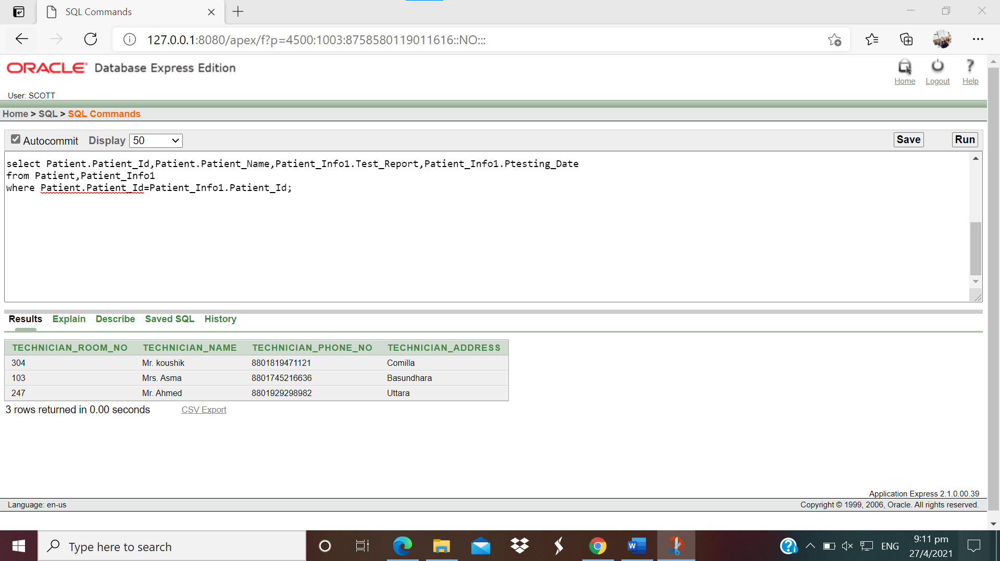 SQL Commands
127.0.0.1:8080/apex/f?p=4500:1003:8758580119011616::NO:::
ORACLE Database Express Edition
Home Logout Help
User: SCOTT
Home > SQL > SQL Commands
Autocommit Display 50 Save Run
select Patient.Patient_Id,Patient.Patient_Name,Patient_Info1.Test_Report,Patient_Info1.Ptesting_Date
from Patient,Patient_Info1
where Patient.Patient_Id=Patient_Info1.Patient_Id;
Results Explain Describe Saved SQL History
TECHNICIAN_ROOM_NO TECHNICIAN_NAME TECHNICIAN_PHONE_NO TECHNICIAN_ADDRESS
304 Mr. koushik 8801819471121 Comilla
103 Mrs. Asma 8801745216636 Basundhara
247 Mr. Ahmed 8801929298982 Uttara
3 rows returned in 0.00 seconds CSV Export
Application Express 2.1.0.00.39
Language: en-us Copyright © 1999, 2006, Oracle. All rights reserved.
Type here to search
ENG
9:11 pm
27/4/2021